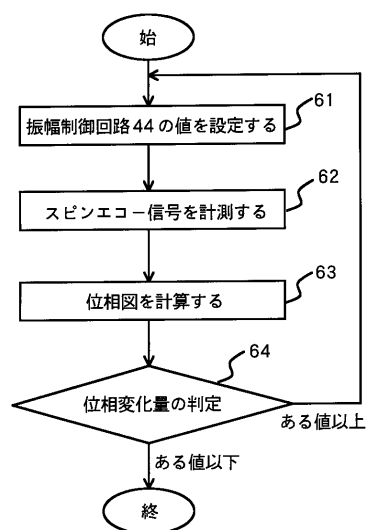 始
振幅制御回路44の値を設定する
61
スピンエコー信号を計測する
62
位相図を計算する
63
位相変化量の判定
64
ある値以上
ある値以下
終